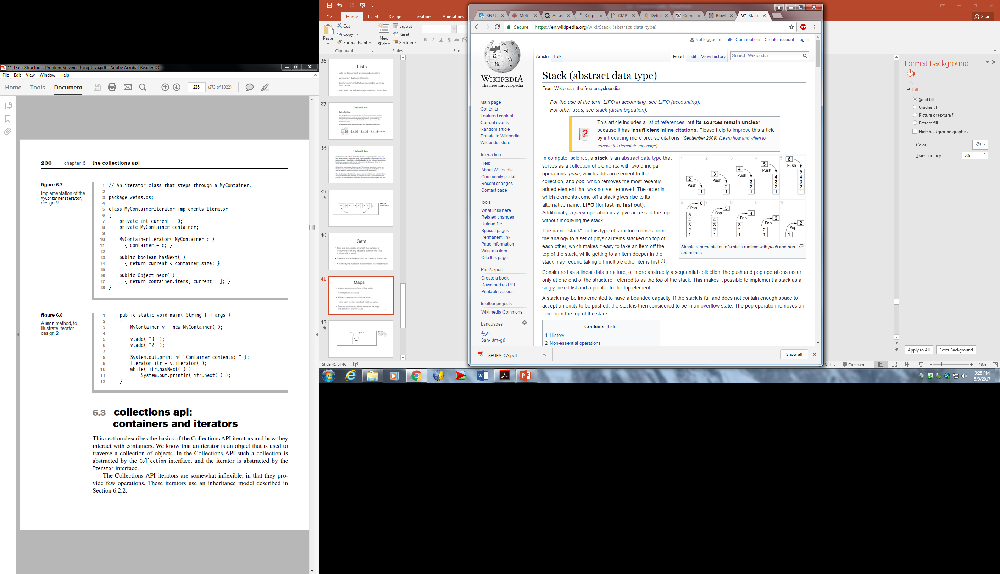 11-Data-Structures-Problem-Solving-Using-Java.pdf - Adobe Acrobat Reader DC
File Edit View Window Help
Home Tools Document 236 (273 of 1022)
236 chapter 6 the collections api
figure 6.7
Implementation of the
MyContainerIterator,
design 2
1 // An iterator class that steps through a MyContainer.
2
3 package weiss.ds;
4
5 class MyContainerIterator implements Iterator
6 {
7 private int current = 0;
8 private MyContainer container;
9
10 MyContainerIterator( MyContainer c )
11 { container = c; }
12
13 public boolean hasNext( )
14 { return current < container.size; }
15
16 public Object next( )
17 { return container.items[ current++ ]; }
18 }
figure 6.8
A main method, to
illustrate iterator
design 2
1 public static void main( String [ ] args )
2 {
3 MyContainer v = new MyContainer( );
4
5 v.add( "3" );
6 v.add( "2" );
7
8 System.out.println( "Container contents: " );
9 Iterator itr = v.iterator( );
10 while( itr.hasNext( ) )
11 System.out.println( itr.next( ) );
12 }
6.3 collections api:
containers and iterators
This section describes the basics of the Collections API iterators and how they
interact with containers. We know that an iterator is an object that is used to
traverse a collection of objects. In the Collections API such a collection is
abstracted by the Collection interface, and the iterator is abstracted by the
Iterator interface.
The Collections API iterators are somewhat inflexible, in that they pro-
vide few operations. These iterators use an inheritance model described in
Section 6.2.2.
File Home Insert Design Transitions Animations
Share
Paste
Cut
Copy
Format Painter
Clipboard
New
Slide
Layout
Reset
Section
Slides
B I U S abc AV
Font
36
Lists
Lists (or Sequences) are ordered collections
May contain duplicate elements
Can have elements that are accessible via array-
like indexes
Next week, we will see array-based and linked lists
37
Linked Lists
Introduction
38
Linked Lists
39
40
Sets
Sets are collections in which the number of
occurrences of any object is at most one (like
mathematical sets).
There is a special kind of a Set called a SortedSet.
SortedSets maintain the elements in sorted order.
41
Maps
Maps are collections of pairs (key, value)
It maps keys to values.
A Map cannot contain duplicate keys.
And each key can map to at most one value.
Example: a dictionary where words are the keys
and definitions are the values.
42
Slide 41 of 46
SFU C MetC An as Cmpt. CMPT Defini Comp Blowb Stack
Secure https://en.wikipedia.org/wiki/Stack_(abstract_data_type)
ABP
WIKIPEDIA
The Free Encyclopedia
Not logged in Talk Contributions Create account Log in
Article Talk Read Edit View history Search Wikipedia
Main page
Contents
Featured content
Current events
Random article
Donate to Wikipedia
Wikipedia store
Interaction
Help
About Wikipedia
Community portal
Recent changes
Contact page
Tools
What links here
Related changes
Upload file
Special pages
Permanent link
Page information
Wikidata item
Cite this page
Print/export
Create a book
Download as PDF
Printable version
In other projects
Wikimedia Commons
Languages
العربية
Bân-lâm-gú
Stack (abstract data type)
From Wikipedia, the free encyclopedia
For the use of the term LIFO in accounting, see LIFO (accounting).
For other uses, see stack (disambiguation).
This article includes a list of references, but its sources remain unclear
because it has insufficient inline citations. Please help to improve this article
by introducing more precise citations. (September 2009) (Learn how and when to
remove this template message)
In computer science, a stack is an abstract data type that
serves as a collection of elements, with two principal
operations: push, which adds an element to the
collection, and pop, which removes the most recently
added element that was not yet removed. The order in
which elements come off a stack gives rise to its
alternative name, LIFO (for last in, first out).
Additionally, a peek operation may give access to the top
without modifying the stack.
The name "stack" for this type of structure comes from
the analogy to a set of physical items stacked on top of
each other, which makes it easy to take an item off the
top of the stack, while getting to an item deeper in the
stack may require taking off multiple other items first.[1]
1 2 3 4 5
2 3 4 5 6
Push Push Push Push Push
1
2 1
3 2 1
4 3 2 1
5 4 3 2 1
6 7 8 9 10
6 5 4 3 2
Pop Pop Pop Pop Pop
5 4 3 2 1
4 3 2 1
3 2 1
2 1
1
Simple representation of a stack runtime with push and pop
operations.
Considered as a linear data structure, or more abstractly a sequential collection, the push and pop operations occur
only at one end of the structure, referred to as the top of the stack. This makes it possible to implement a stack as a
singly linked list and a pointer to the top element.
A stack may be implemented to have a bounded capacity. If the stack is full and does not contain enough space to
accept an entity to be pushed, the stack is then considered to be in an overflow state. The pop operation removes an
item from the top of the stack.
Contents [hide]
1 History
2 Non-essential operations
SFUFA_CA.pdf
Show all
Format Background
Fill
Solid fill
Gradient fill
Picture or texture fill
Pattern fill
Hide background graphics
Color
Transparency 0%
Apply to All Reset Background
Notes Comments 48%
3:28 PM
5/9/2017